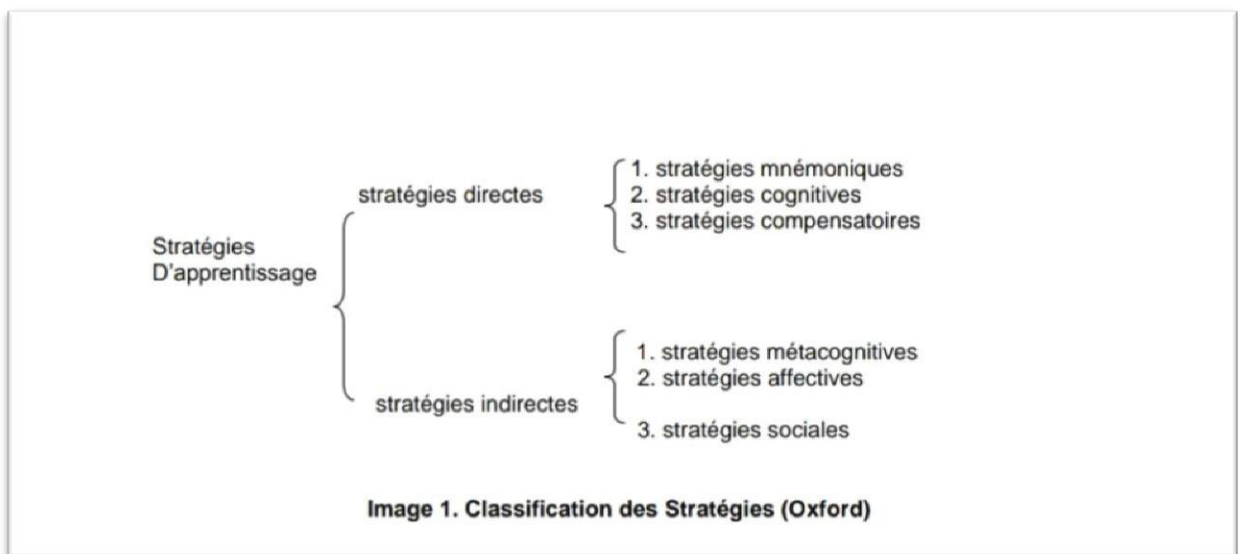 stratégies directes
1. stratégies mnémoniques
2. stratégies cognitives
3. stratégies compensatoires
Stratégies
D'apprentissage
stratégies indirectes
1. stratégies métacognitives
2. stratégies affectives
3. stratégies sociales
Image 1. Classification des Stratégies (Oxford)